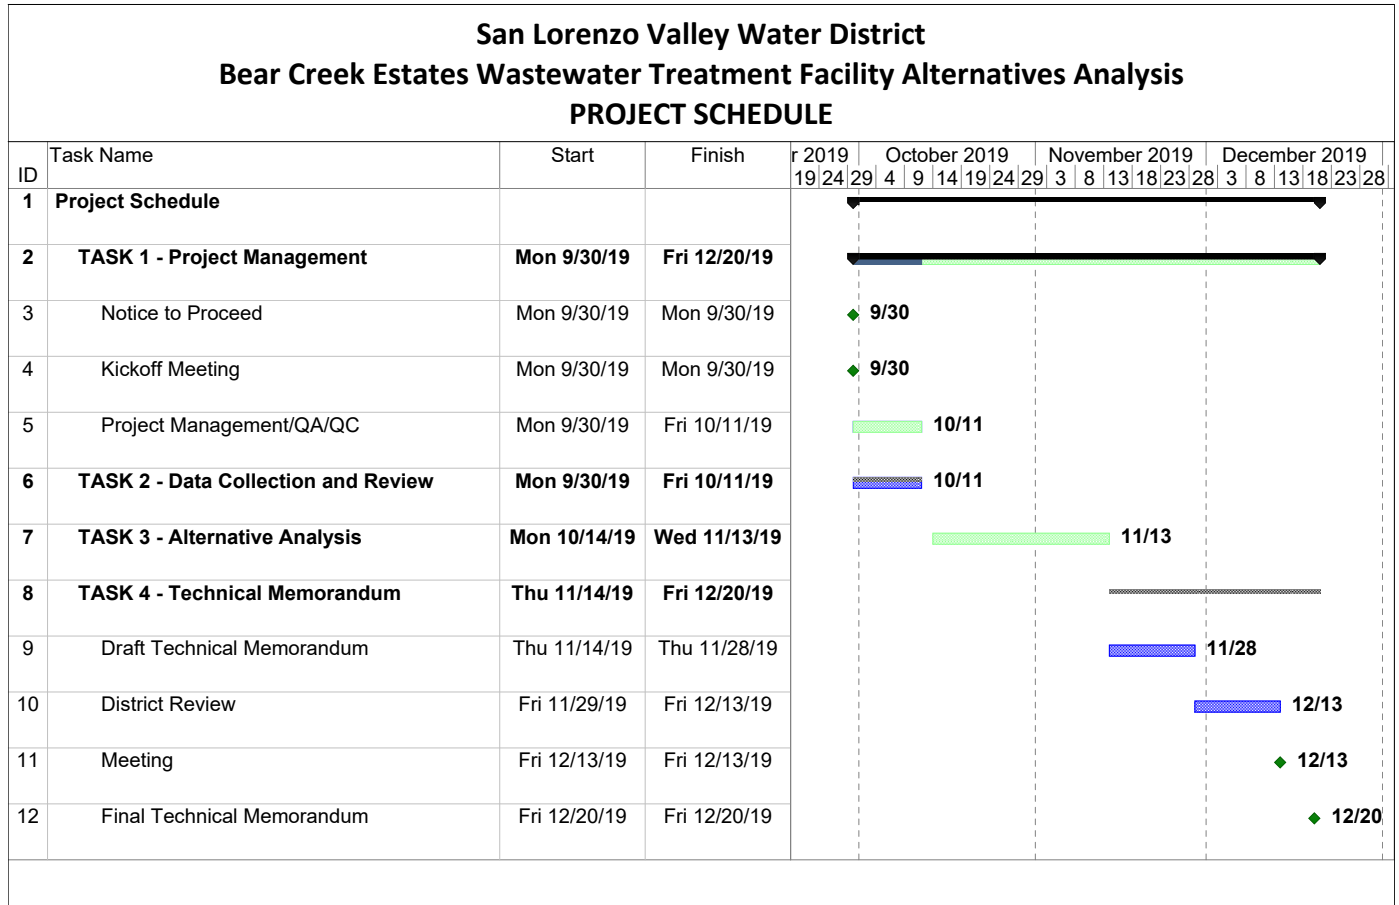 San Lorenzo Valley Water District
Bear Creek Estates Wastewater Treatment Facility Alternatives Analysis
PROJECT SCHEDULE
ID Task Name Start Finish r 2019 October 2019 November 2019 December 2019
19 24 29 4 9 14 19 24 29 3 8 13 18 23 28 3 8 13 18 23 28
1 Project Schedule
2 TASK 1 - Project Management Mon 9/30/19 Fri 12/20/19
3 Notice to Proceed Mon 9/30/19 Mon 9/30/19 9/30
4 Kickoff Meeting Mon 9/30/19 Mon 9/30/19 9/30
5 Project Management/QA/QC Mon 9/30/19 Fri 10/11/19 10/11
6 TASK 2 - Data Collection and Review Mon 9/30/19 Fri 10/11/19 10/11
7 TASK 3 - Alternative Analysis Mon 10/14/19 Wed 11/13/19 11/13
8 TASK 4 - Technical Memorandum Thu 11/14/19 Fri 12/20/19
9 Draft Technical Memorandum Thu 11/14/19 Thu 11/28/19 11/28
10 District Review Fri 11/29/19 Fri 12/13/19 12/13
11 Meeting Fri 12/13/19 Fri 12/13/19 12/13
12 Final Technical Memorandum Fri 12/20/19 Fri 12/20/19 12/20